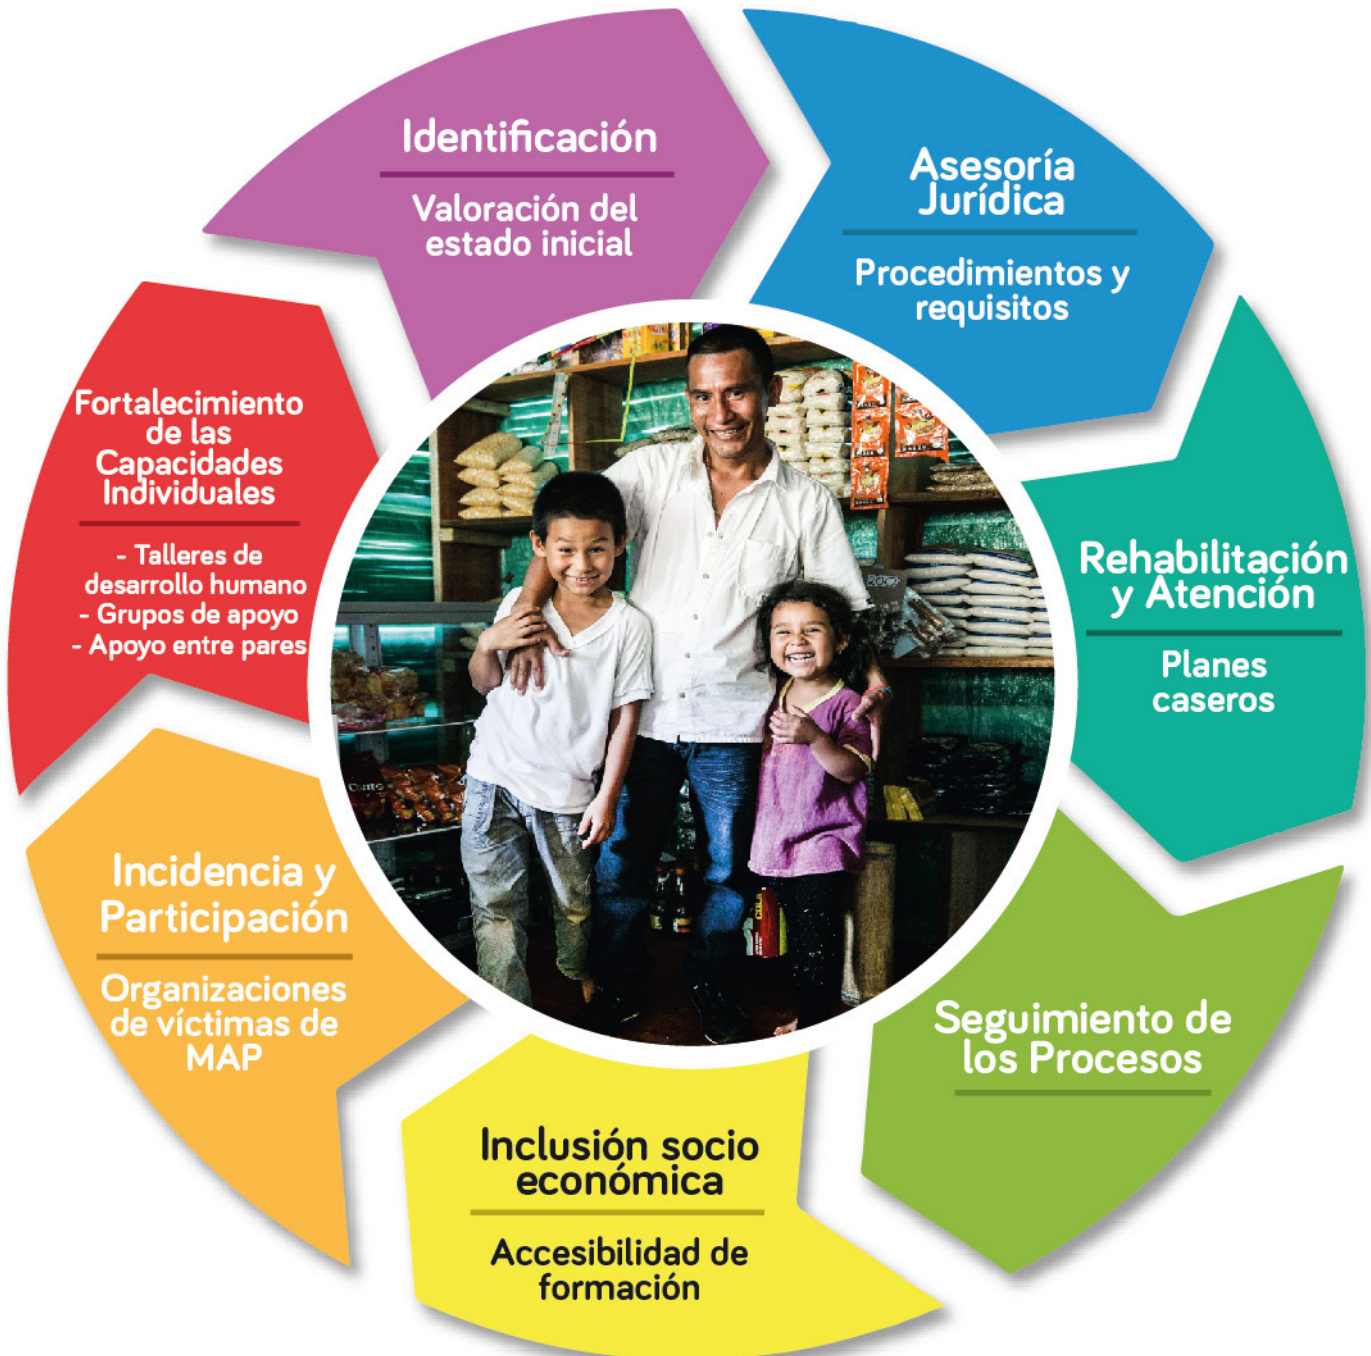 Identificación
Valoración del
estado inicial
Asesoría
Jurídica
Procedimientos y
requisitos
Rehabilitación
y Atención
Planes
caseros
Seguimiento de
los Procesos
Inclusión socio
económica
Accesibilidad de
formación
Incidencia y
Participación
Organizaciones
de víctimas de
MAP
Fortalecimiento
de las
Capacidades
Individuales
- Talleres de
desarrollo humano
- Grupos de apoyo
- Apoyo entre pares
200
COLA